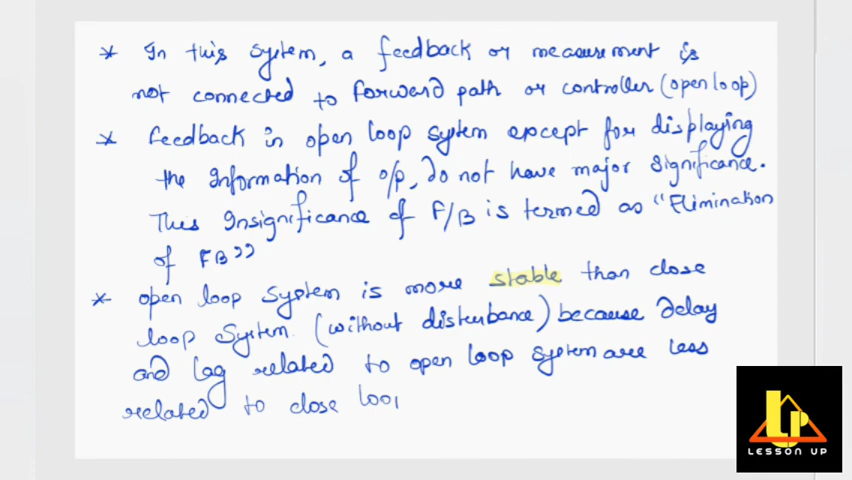 * In this system, a feedback or measurement is
not connected to forward path or controller (open loop)
* feedback in open loop system except for displaying
the information of o/p, do not have major significance.
This Insignificance of F/B is termed as "Elimination
of FB"
* open loop system is more stable than close
loop system (without disturbance) because delay
and lag related to open loop system are less
related to close loo
LUP
LESSON UP